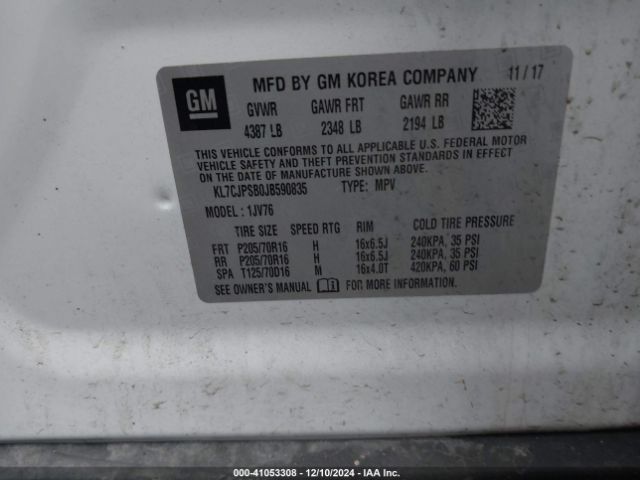 GM
MFD BY GM KOREA COMPANY 11/17
GVWR GAWR FRT GAWR RR
4387 LB 2348 LB 2194 LB
THIS VEHICLE CONFORMS TO ALL APPLICABLE U.S. FEDERAL MOTOR
VEHICLE SAFETY AND THEFT PREVENTION STANDARDS IN EFFECT
ON THE DATE OF MANUFACTURE SHOWN ABOVE.
KL7CJPSB0JB590835 TYPE: MPV
MODEL: 1JV76
TIRE SIZE SPEED RTG RIM COLD TIRE PRESSURE
FRT P205/70R16 H 16x6.5J 240KPA, 35 PSI
RR P205/70R16 H 16x6.5J 240KPA, 35 PSI
SPA T125/70D16 M 16x4.0T 420KPA, 60 PSI
SEE OWNER'S MANUAL FOR MORE INFORMATION.
000-41053308 • 12/10/2024 - IAA Inc.